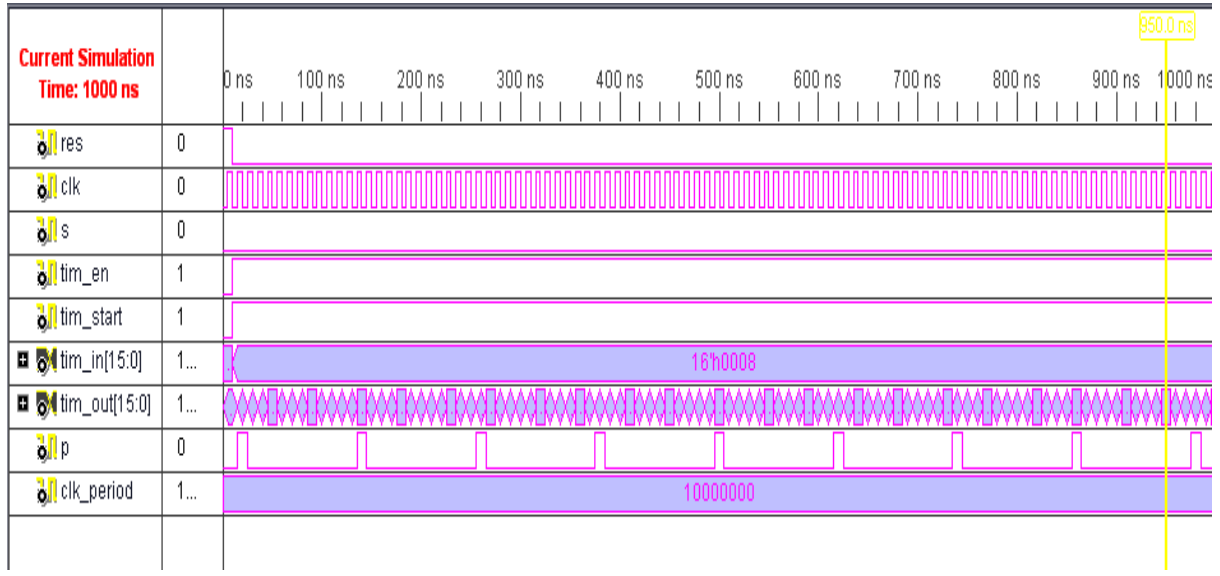 950.0 ns
Current Simulation
Time: 1000 ns
0 ns 100 ns 200 ns 300 ns 400 ns 500 ns 600 ns 700 ns 800 ns 900 ns 1000 ns
res 0
clk 0
s 0
tim_en 1
tim_start 1
tim_in[15:0] 1... 16'h0008
tim_out[15:0] 1...
p 0
clk_period 1... 10000000